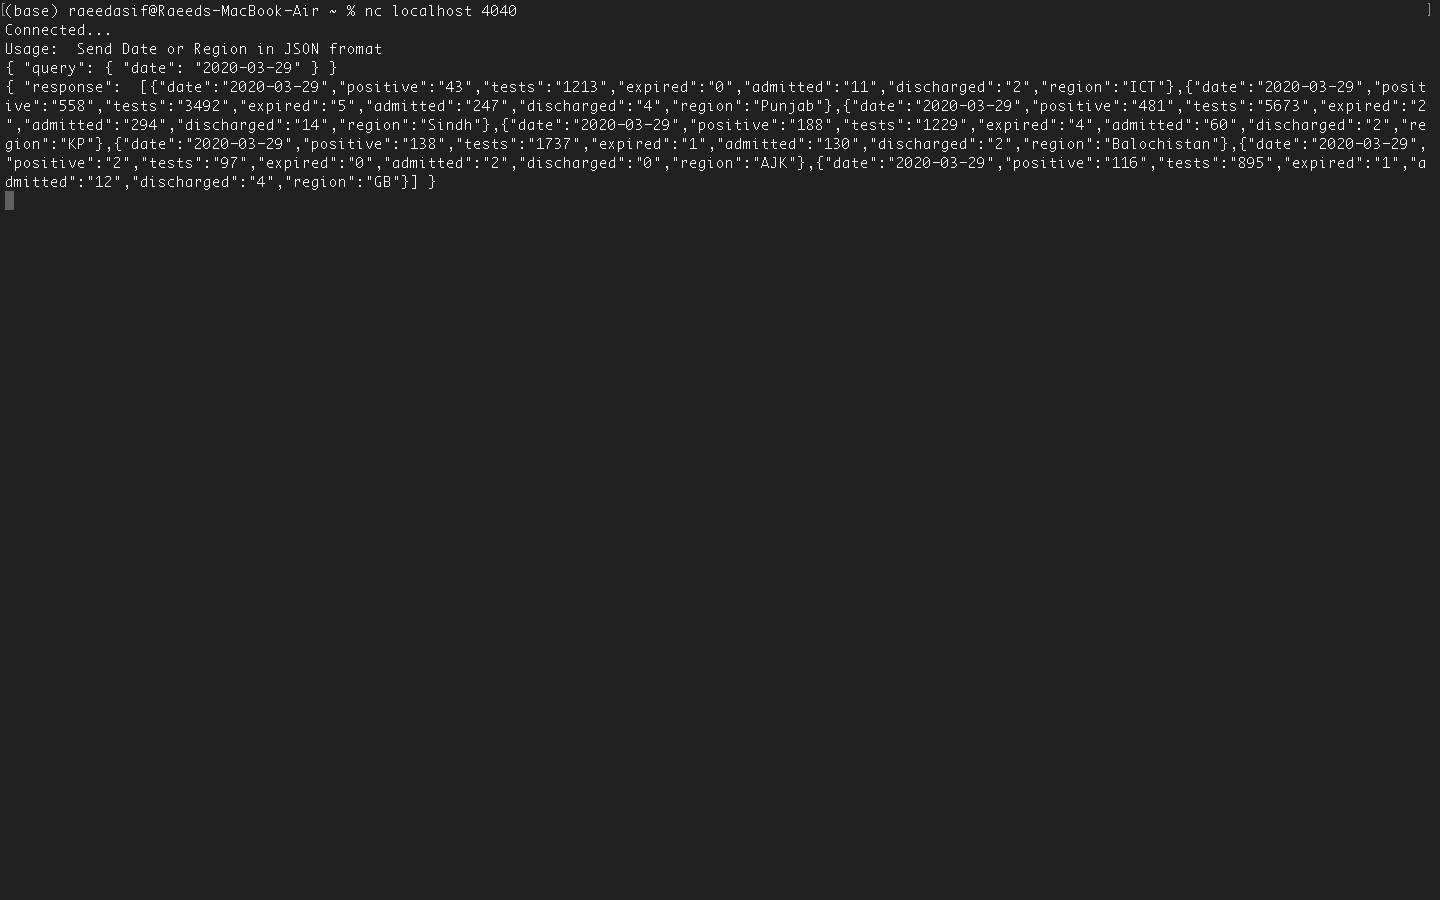 [(base) raeedasif@Raeeds-MacBook-Air ~ % nc localhost 4040 ]
Connected...
Usage:  Send Date or Region in JSON fromat
{ "query": { "date": "2020-03-29" } }
{ "response":  [{"date":"2020-03-29","positive":"43","tests":"1213","expired":"0","admitted":"11","discharged":"2","region":"ICT"},{"date":"2020-03-29","posit
ive":"558","tests":"3492","expired":"5","admitted":"247","discharged":"4","region":"Punjab"},{"date":"2020-03-29","positive":"481","tests":"5673","expired":"2
","admitted":"294","discharged":"14","region":"Sindh"},{"date":"2020-03-29","positive":"188","tests":"1229","expired":"4","admitted":"60","discharged":"2","re
gion":"KP"},{"date":"2020-03-29","positive":"138","tests":"1737","expired":"1","admitted":"130","discharged":"2","region":"Balochistan"},{"date":"2020-03-29",
"positive":"2","tests":"97","expired":"0","admitted":"2","discharged":"0","region":"AJK"},{"date":"2020-03-29","positive":"116","tests":"895","expired":"1","a
dmitted":"12","discharged":"4","region":"GB"}] }